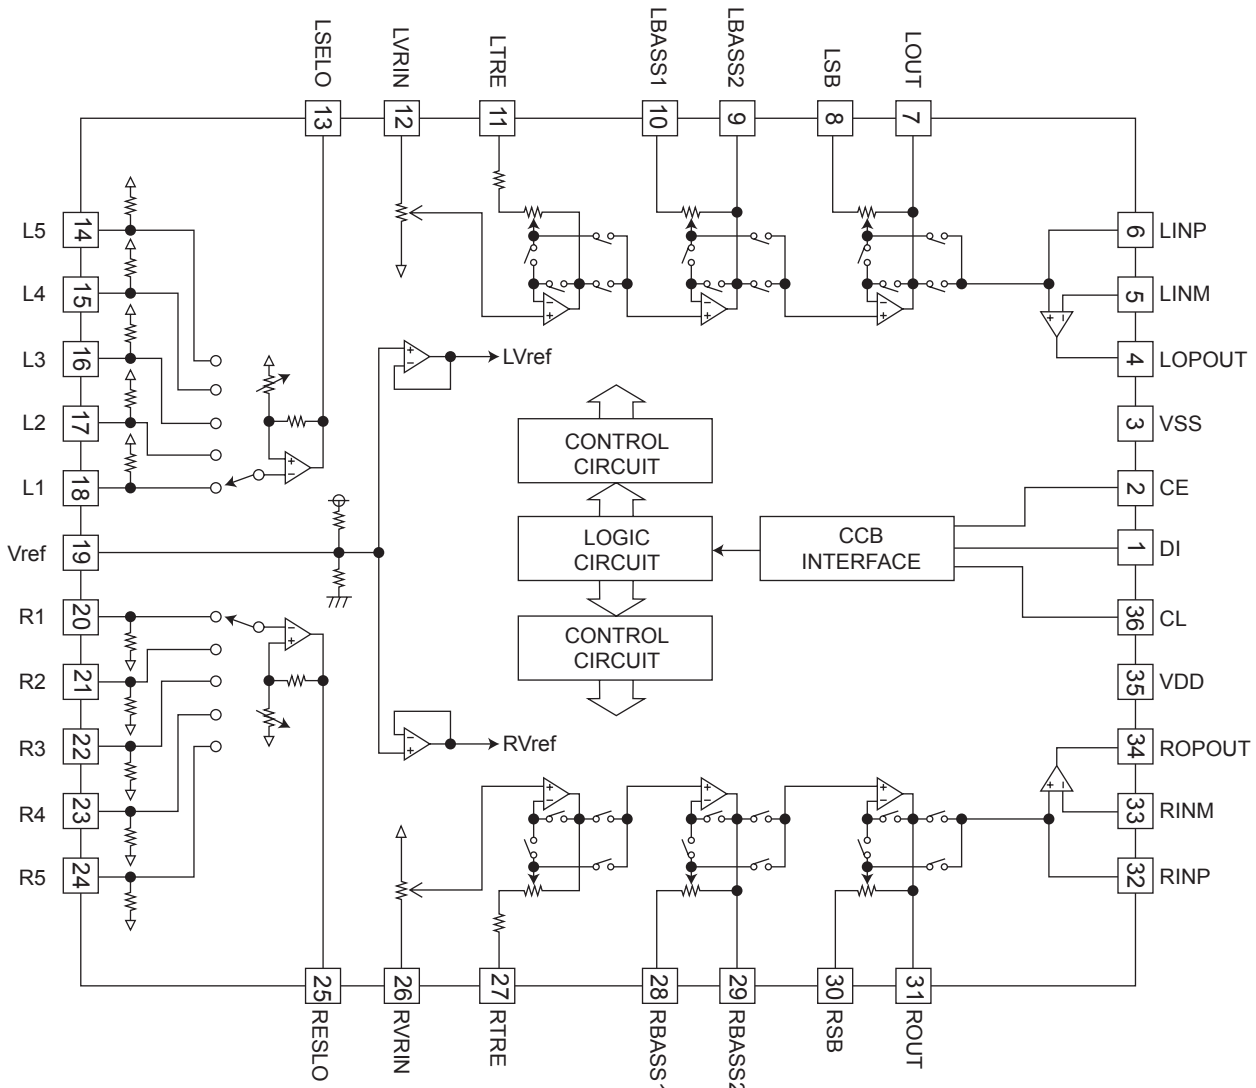 LSELO
LVRIN
LTRE
LBASS1
LBASS2
LSB
LOUT
13
12
11
10
9
8
7
L5
14
6
LINP
L4
15
5
LINM
L3
16
LVref
4
LOPOUT
L2
17
CONTROL
CIRCUIT
3
VSS
L1
18
2
CE
Vref
19
LOGIC
CIRCUIT
CCB
INTERFACE
1
DI
R1
20
CONTROL
CIRCUIT
36
CL
R2
21
35
VDD
R3
22
RVref
34
ROPOUT
R4
23
33
RINM
R5
24
32
RINP
25
26
27
28
29
30
31
RESLO
RVRIN
RTRE
RBASS1
RBASS2
RSB
ROUT
+
−
+
−
+
−
+
−
+
−
+
−
+
−
+
−
+
−
+
−
+
−
+
−